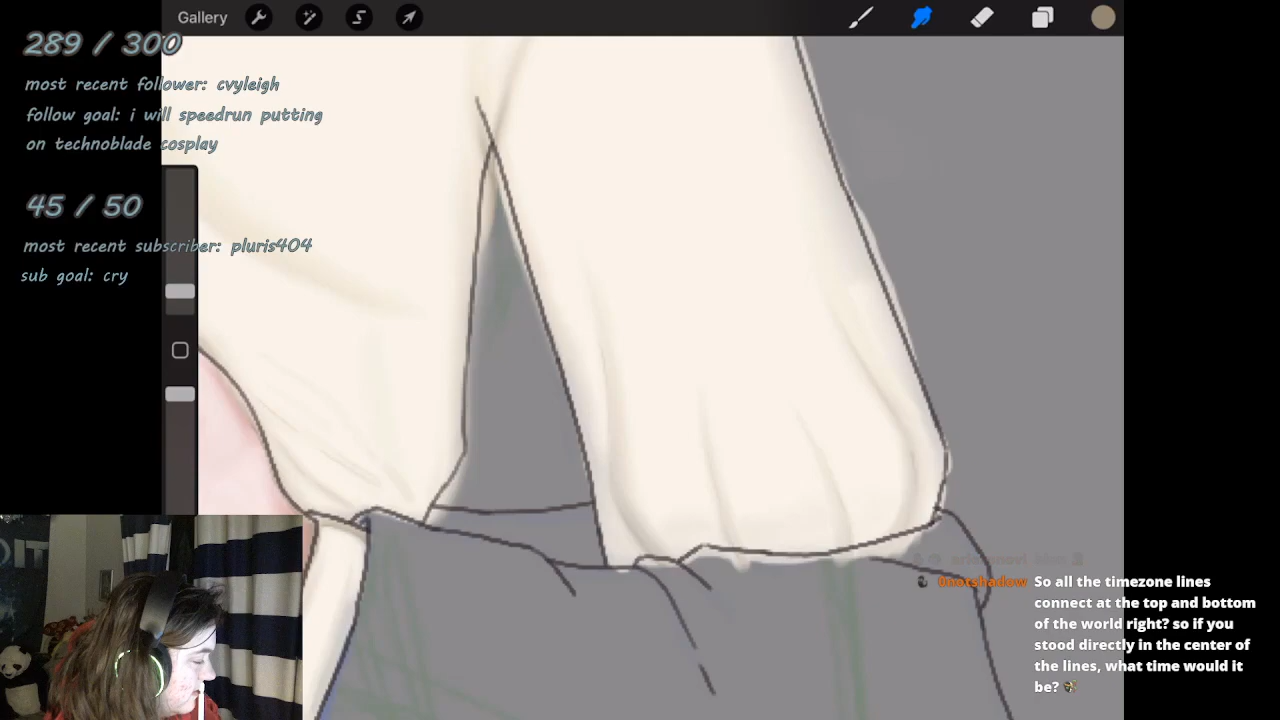 Gallery
289 / 300
most recent follower: cvyleigh
follow goal: i will speedrun putting
on technoblade cosplay
45 / 50
most recent subscriber: pluris404
sub goal: cry
0notshadow So all the timezone lines
connect at the top and bottom
of the world right? so if you
stood directly in the center of
the lines, what time would it
be?